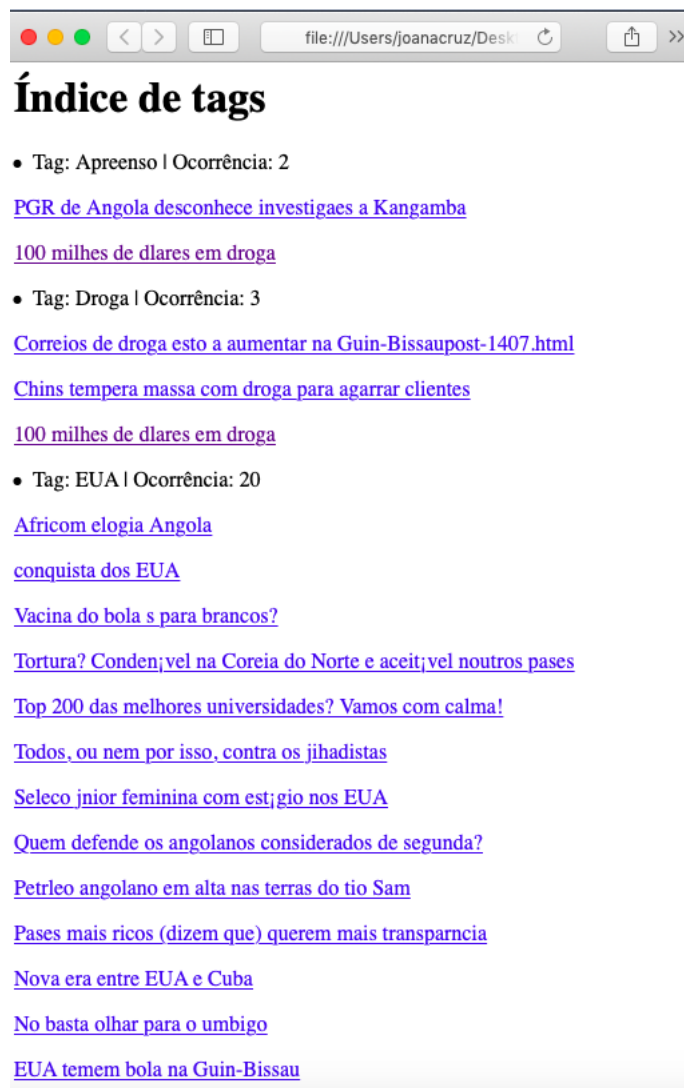 file:///Users/joanacruz/Desk
Índice de tags
• Tag: Apreenso | Ocorrência: 2
PGR de Angola desconhece investigaes a Kangamba
100 milhes de dlares em droga
• Tag: Droga | Ocorrência: 3
Correios de droga esto a aumentar na Guin-Bissaupost-1407.html
Chins tempera massa com droga para agarrar clientes
100 milhes de dlares em droga
• Tag: EUA | Ocorrência: 20
Africom elogia Angola
conquista dos EUA
Vacina do bola s para brancos?
Tortura? Conden¡vel na Coreia do Norte e aceit¡vel noutros pases
Top 200 das melhores universidades? Vamos com calma!
Todos, ou nem por isso, contra os jihadistas
Seleco jnior feminina com est¡gio nos EUA
Quem defende os angolanos considerados de segunda?
Petrleo angolano em alta nas terras do tio Sam
Pases mais ricos (dizem que) querem mais transparncia
Nova era entre EUA e Cuba
No basta olhar para o umbigo
EUA temem bola na Guin-Bissau